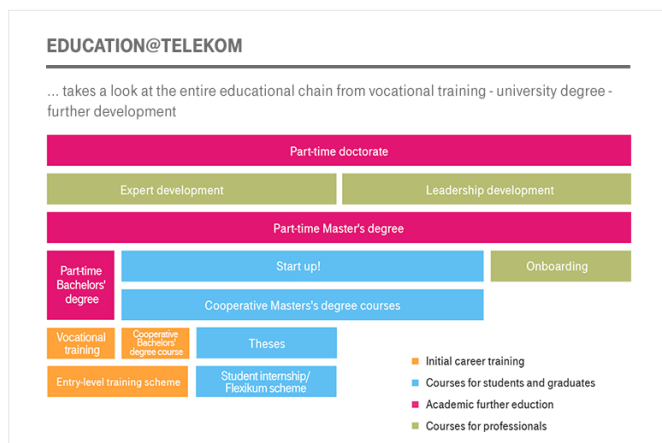 EDUCATION@TELEKOM
... takes a look at the entire educational chain from vocational training - university degree -
further development
Part-time doctorate
Expert development
Leadership development
Part-time Master's degree
Part-time
Bachelors'
degree
Start up!
Onboarding
Cooperative Masters's degree courses
Vocational
training
Cooperative
Bachelors'
degree course
Theses
Entry-level training scheme
Student internship/
Flexikum scheme
Initial career training
Courses for students and graduates
Academic further eduction
Courses for professionals